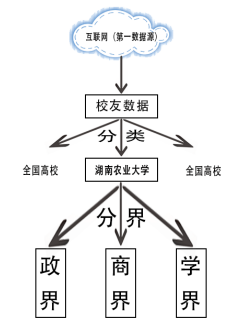 互联网（第一数据源）
校友数据
分类
全国高校
湖南农业大学
全国高校
分界
政界
商界
学界